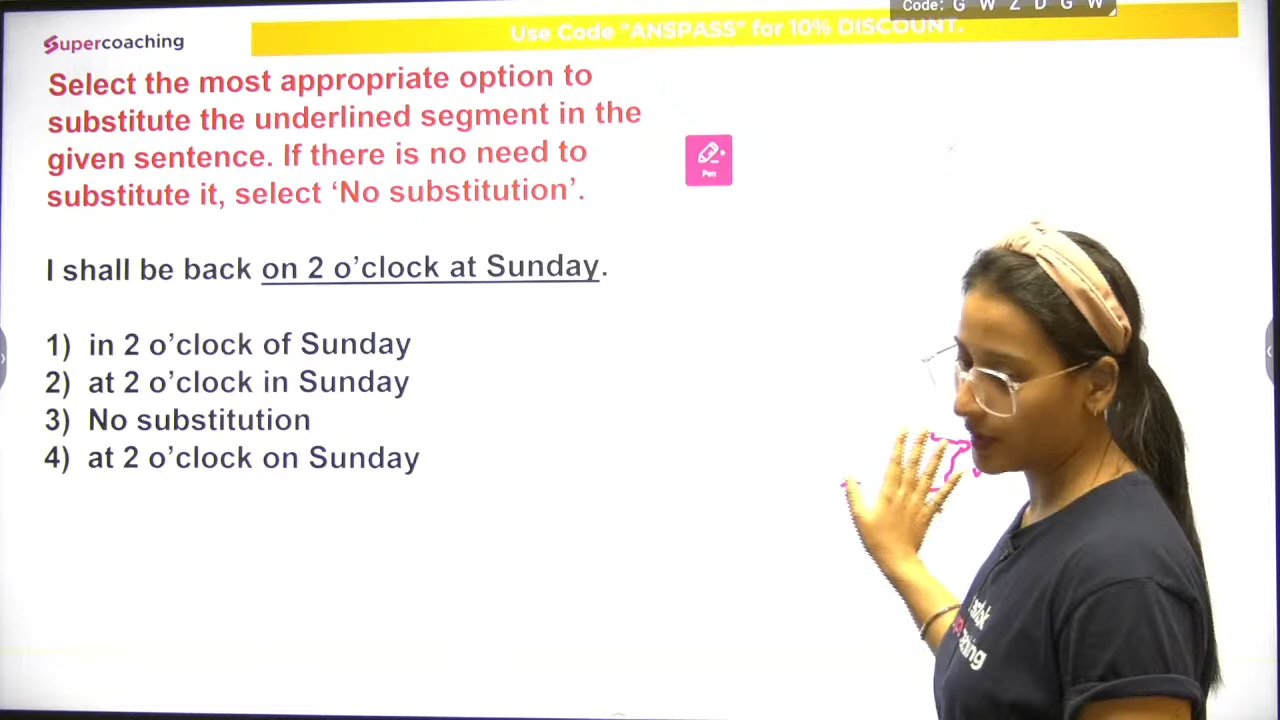 Code: G W Z D G W
Supercoaching
Use Code "ANSPASS" for 10% DISCOUNT.
Select the most appropriate option to
substitute the underlined segment in the
given sentence. If there is no need to
substitute it, select ‘No substitution’.
Pen
I shall be back on 2 o’clock at Sunday.
1) in 2 o’clock of Sunday
2) at 2 o’clock in Sunday
3) No substitution
4) at 2 o’clock on Sunday